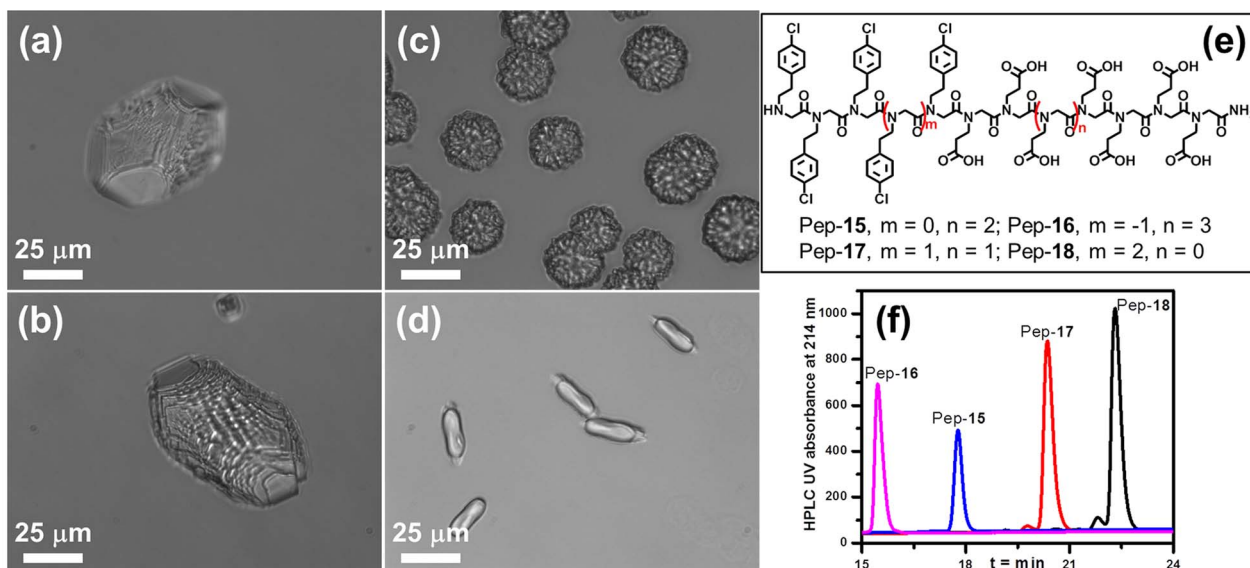 (a)
25 µm
(c)
25 µm
(b)
25 µm
(d)
25 µm
(e)
Cl Cl Cl
OH OH OH OH
O O O O
HN N N N N N N N N N N N NH
O O O O O O
m n
O O O O
OH OH OH OH
Cl Cl
Pep-15, m = 0, n = 2; Pep-16, m = -1, n = 3
Pep-17, m = 1, n = 1; Pep-18, m = 2, n = 0
(f)
HPLC UV absorbance at 214 nm
1000
800
600
400
200
0
Pep-16
Pep-15
Pep-17
Pep-18
15 18 21 24
t = min